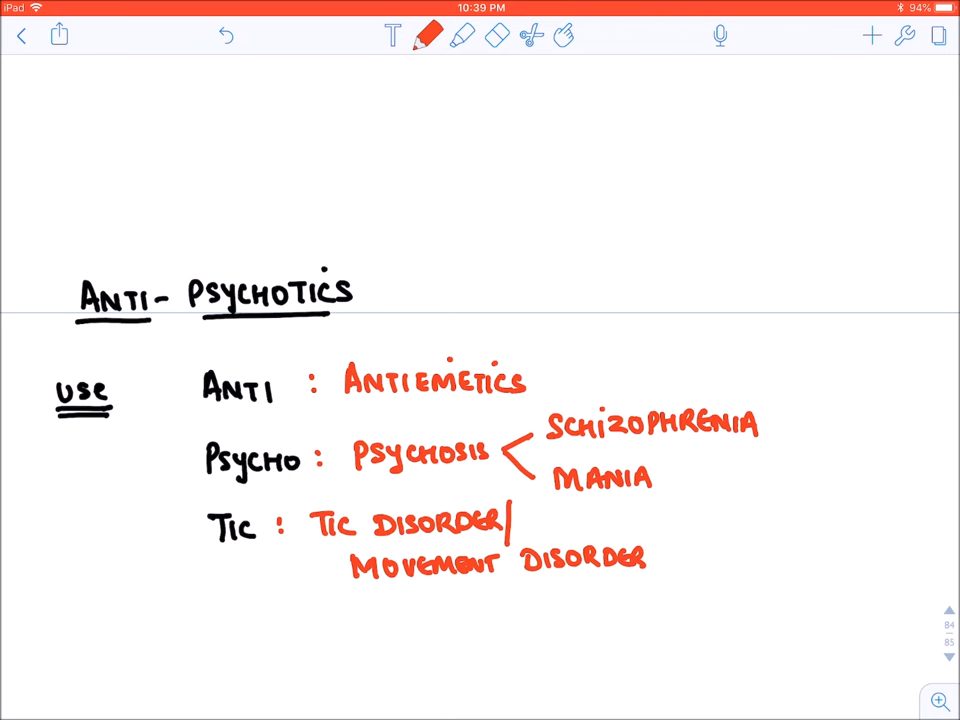 iPad 10:39 PM 94%
T
ANTI- PSYCHOTICS
USE ANTI : ANTIEMETICS
PSYCHO : PSYCHOSIS < SCHIZOPHRENIA
MANIA
TIC : TIC DISORDER/
MOVEMENT DISORDER
84
85